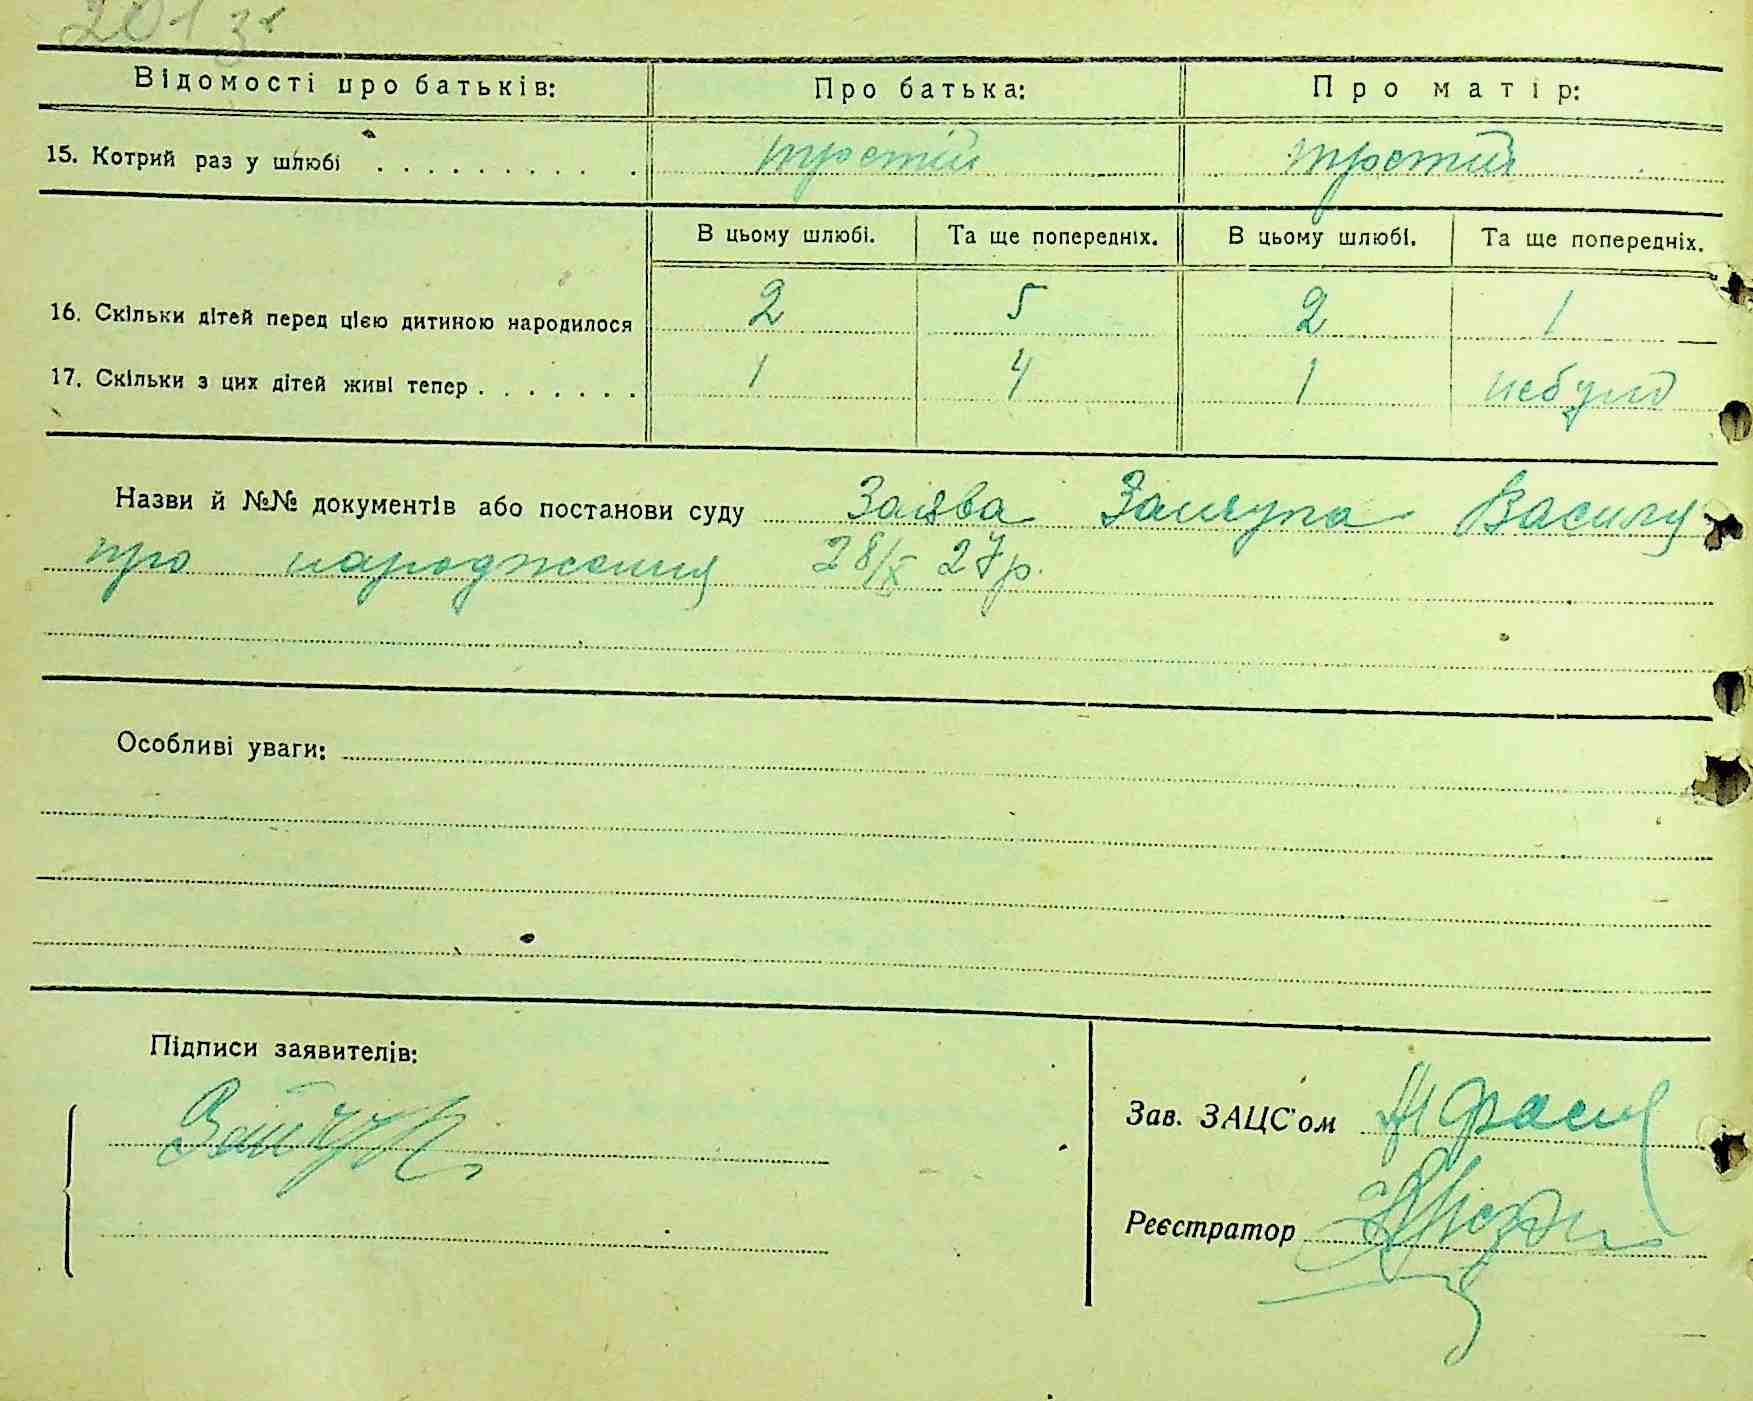 201 зв
Відомості про батьків: Про батька: Про матір:
15. Котрий раз у шлюбі . . . . . . . . . . третій третій
В цьому шлюбі. Та ще попередніх. В цьому шлюбі. Та ще попередніх.
16. Скільки дітей перед цією дитиною народилося 2 5 2 1
17. Скільки з цих дітей живі тепер . . . . . . . 1 4 1 небуло
Назви й №№ документів або постанови суду Заява Василя
про народження 28/X 27р.
Особливі уваги:
Підписи заявителів:
Зав. ЗАЦС'ом
Реєстратор